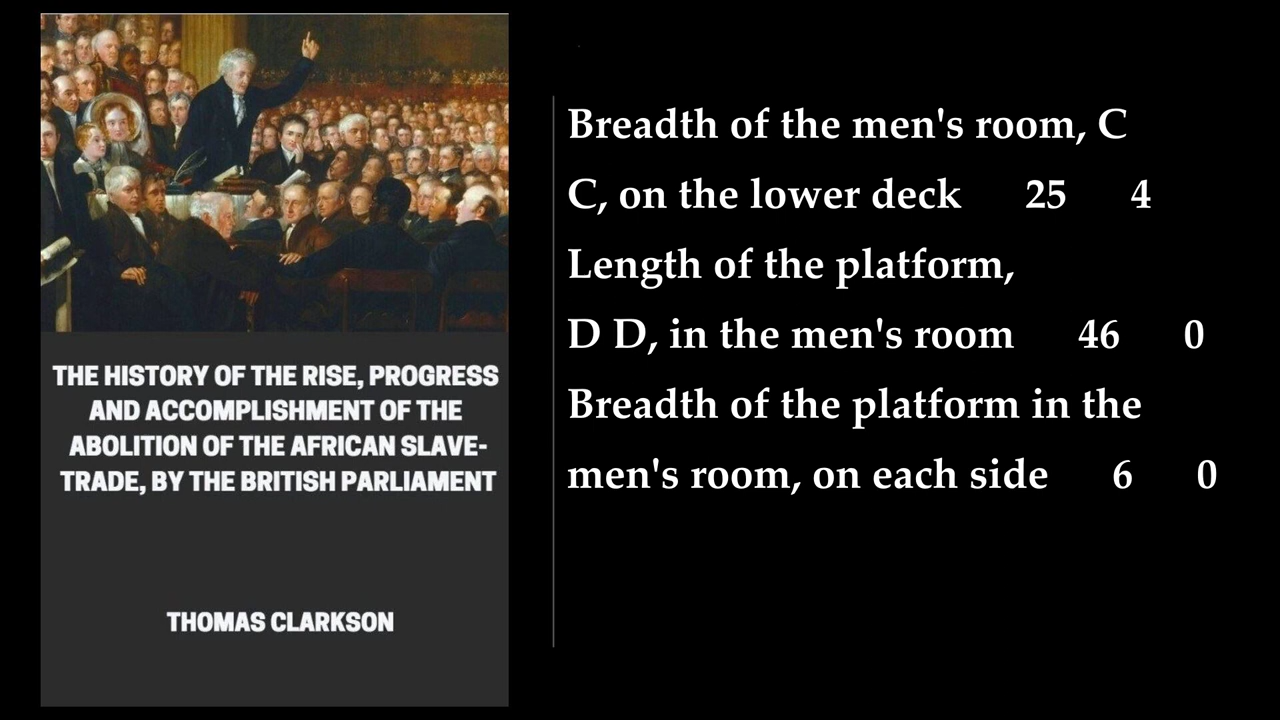 THE HISTORY OF THE RISE, PROGRESS
AND ACCOMPLISHMENT OF THE
ABOLITION OF THE AFRICAN SLAVE-
TRADE, BY THE BRITISH PARLIAMENT
THOMAS CLARKSON
Breadth of the men's room, C
C, on the lower deck 25 4
Length of the platform,
D D, in the men's room 46 0
Breadth of the platform in the
men's room, on each side 6 0